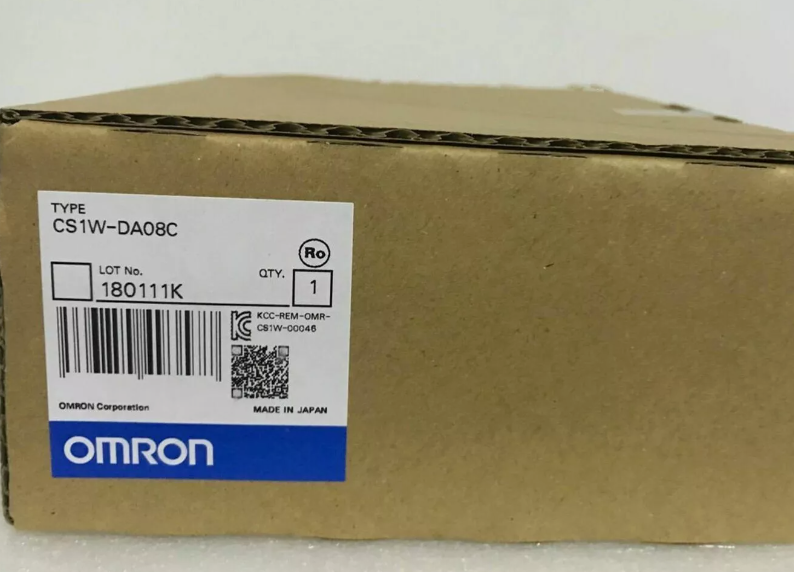 TYPE
CS1W-DA08C
Ro
LOT No.
QTY.
180111K
1
KCC-REM-OMR-
CS1W-00046
OMRON Corporation
MADE IN JAPAN
OMRON